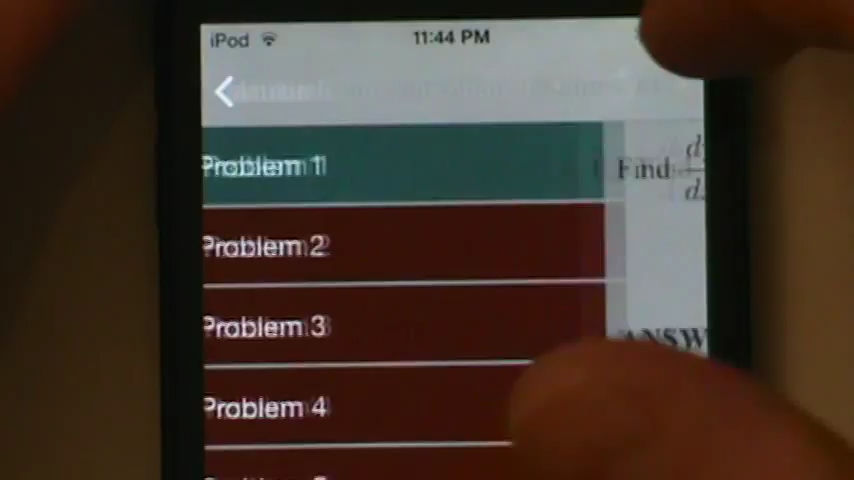 iPod 11:44 PM
Problem 1
Find
Problem 2
Problem 3
ANSW
Problem 4